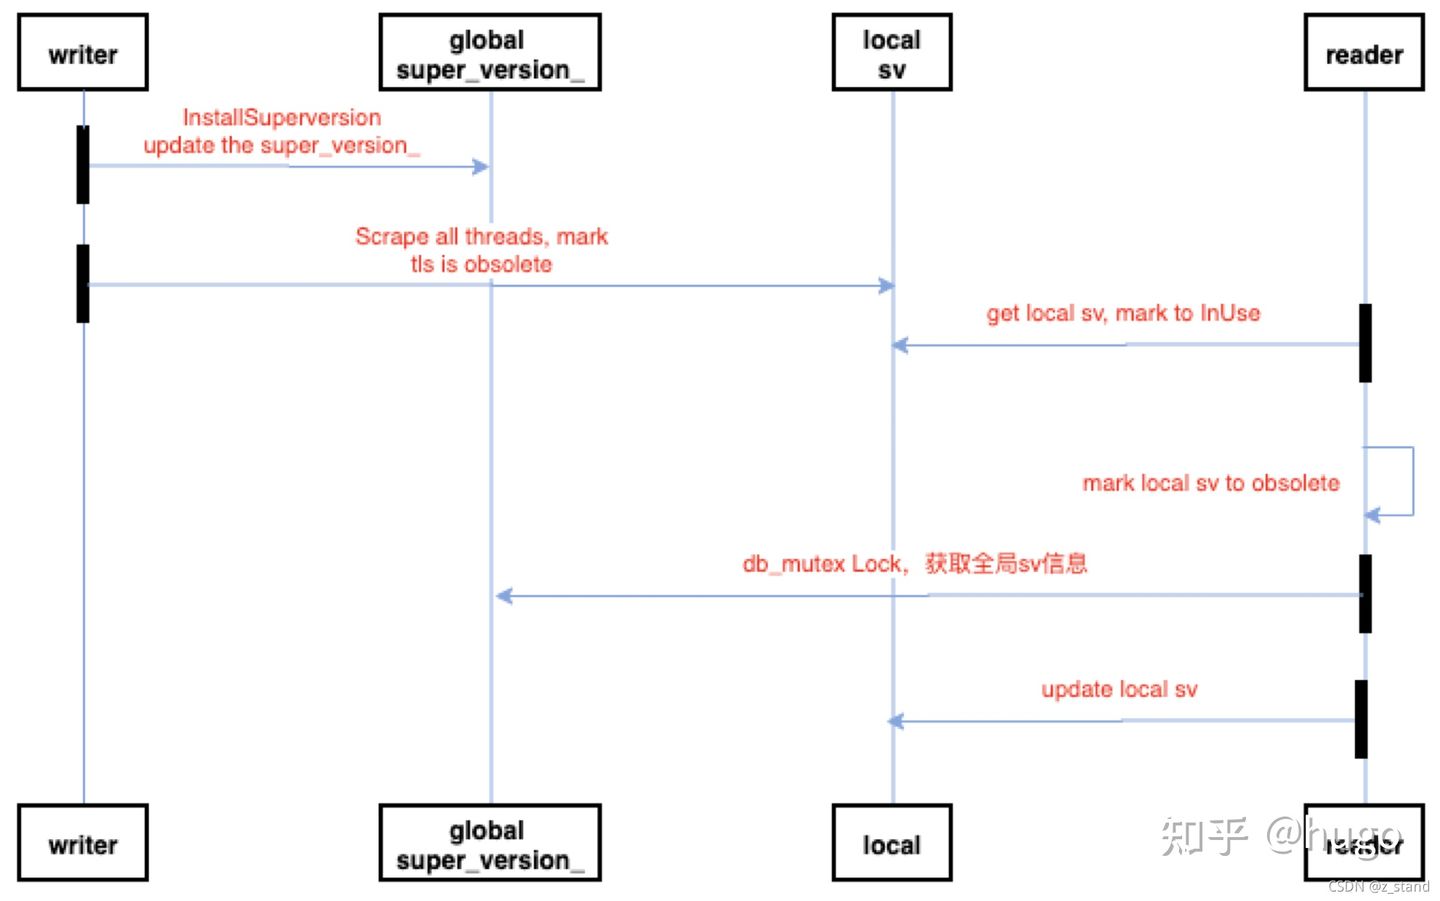 writer
global
super_version_
local
sv
reader
InstallSuperversion
update the super_version_
Scrape all threads, mark
tls is obsolete
get local sv, mark to InUse
mark local sv to obsolete
db_mutex Lock，获取全局sv信息
update local sv
writer
global
super_version_
local
reader
知乎 @hugo
CSDN @z_stand